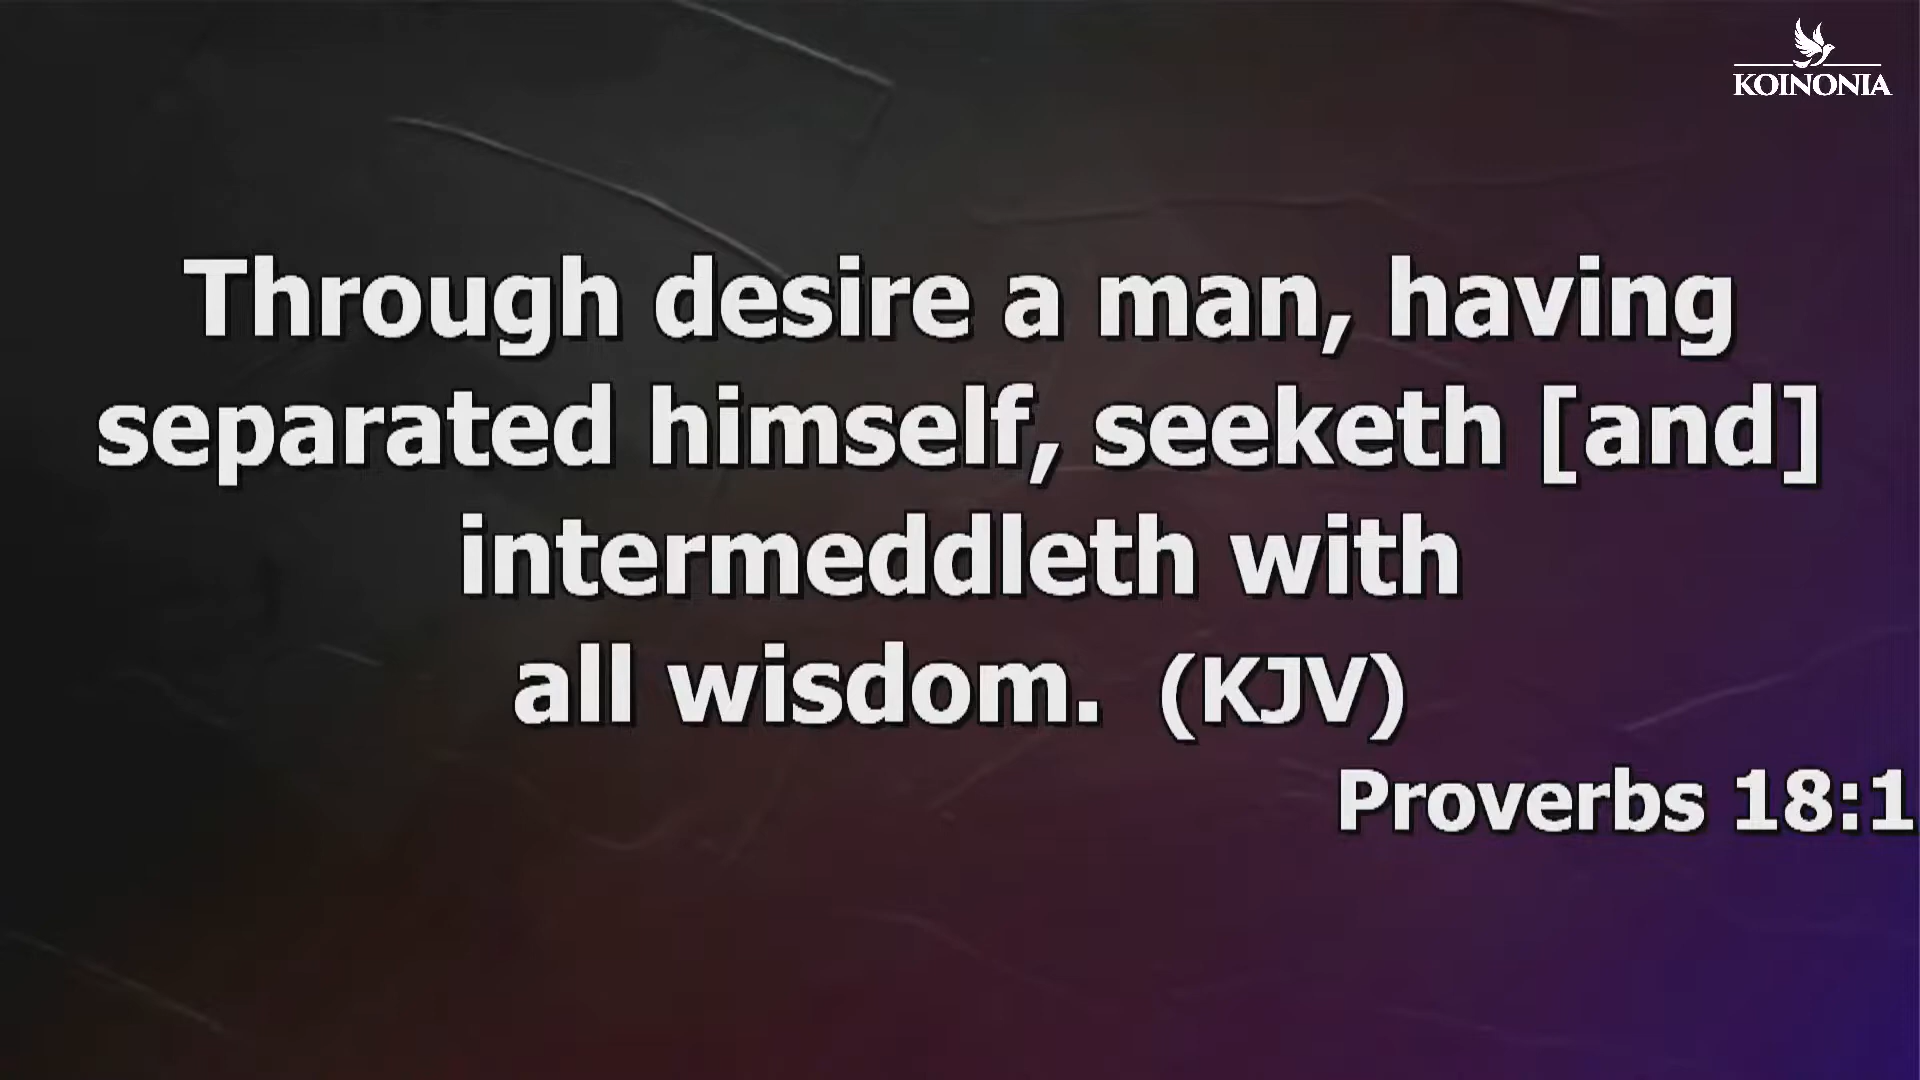 KOINONIA
Through desire a man, having
separated himself, seeketh [and]
intermeddleth with
all wisdom. (KJV)
Proverbs 18:1